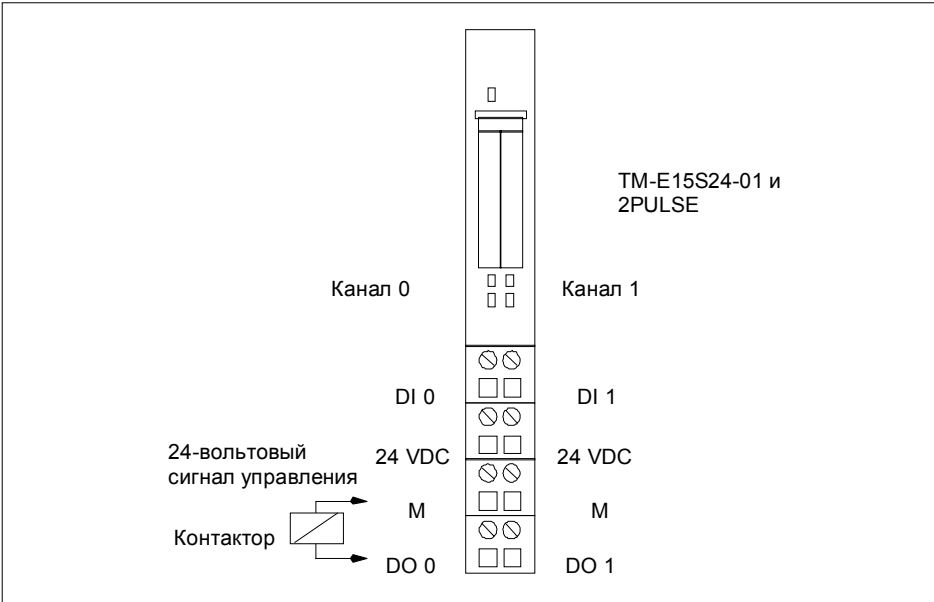 TM-E15S24-01 и
2PULSE
Канал 0
Канал 1
DI 0
DI 1
24-вольтовый
сигнал управления
24 VDC
24 VDC
M
M
Контактор
DO 0
DO 1